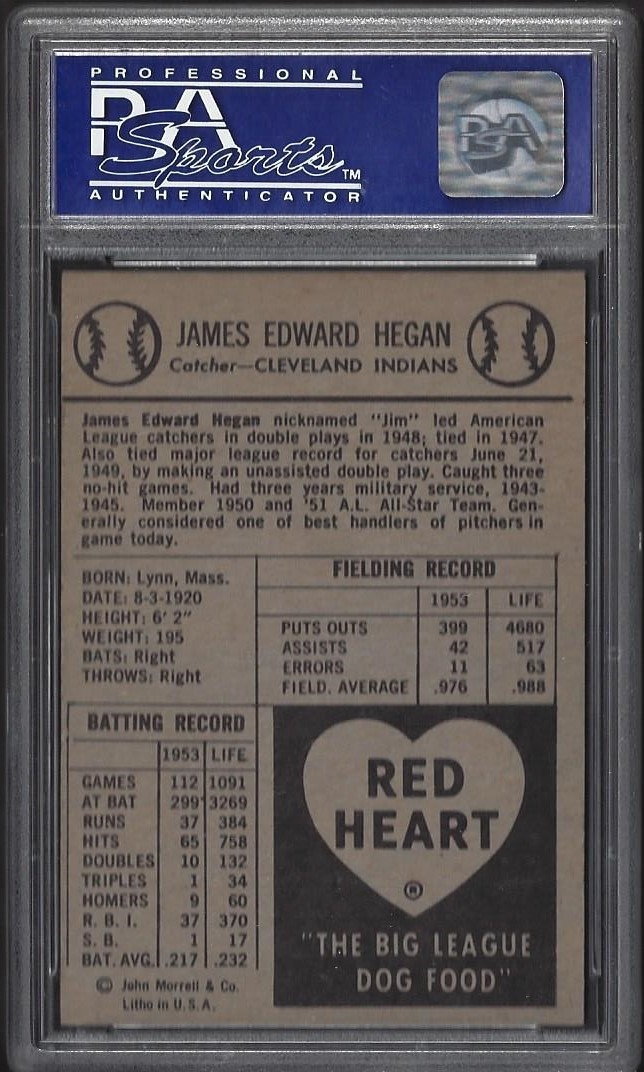 PROFESSIONAL
PSA
Sports™
AUTHENTICATOR
PSA
JAMES EDWARD HEGAN
Catcher—CLEVELAND INDIANS
James Edward Hegan nicknamed "Jim" led American
League catchers in double plays in 1948; tied in 1947.
Also tied major league record for catchers June 21,
1949, by making an unassisted double play. Caught three
no-hit games. Had three years military service, 1943-
1945. Member 1950 and '51 A.L. All-Star Team. Gen-
erally considered one of best handlers of pitchers in
game today.
BORN: Lynn, Mass.
DATE: 8-3-1920
HEIGHT: 6' 2"
WEIGHT: 195
BATS: Right
THROWS: Right
FIELDING RECORD
1953 LIFE
PUTS OUTS 399 4680
ASSISTS 42 517
ERRORS 11 63
FIELD. AVERAGE .976 .988
BATTING RECORD
1953 LIFE
GAMES 112 1091
AT BAT 299 3269
RUNS 37 384
HITS 65 758
DOUBLES 10 132
TRIPLES 1 34
HOMERS 9 60
R. B. I. 37 370
S. B. 1 17
BAT. AVG. .217 .232
© John Morrell & Co.
Litho in U.S.A.
RED
HEART
®
"THE BIG LEAGUE
DOG FOOD"